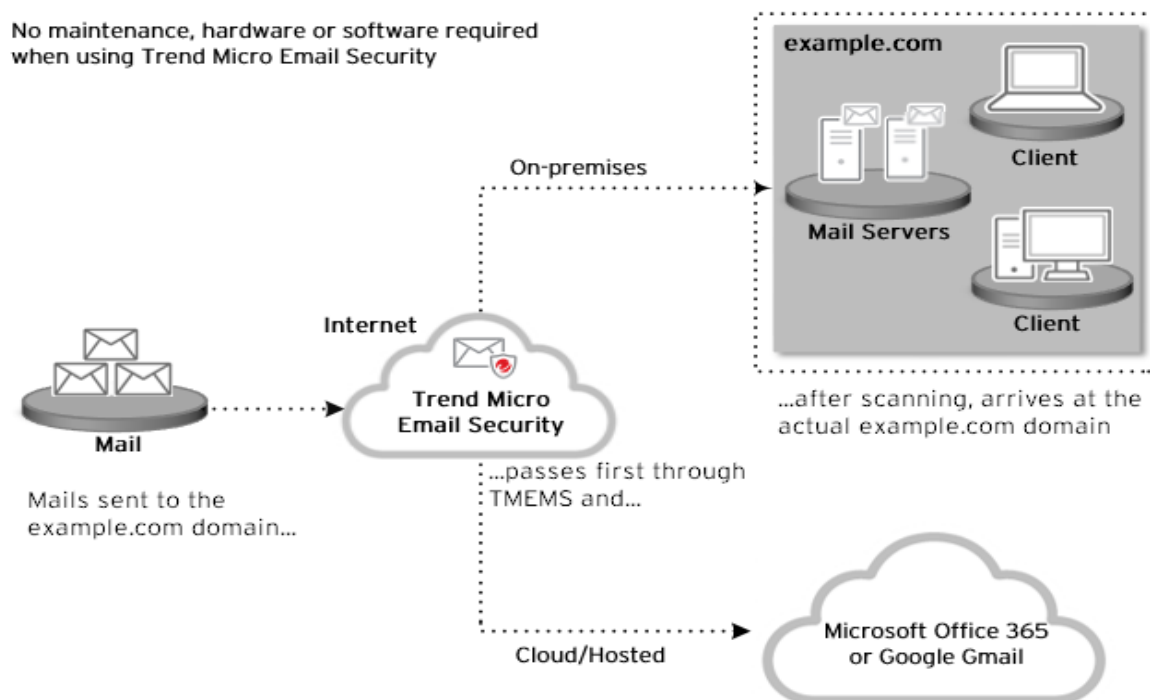 No maintenance, hardware or software required
when using Trend Micro Email Security
example.com
Client
On-premises
Mail Servers
Client
Internet
Trend Micro
Email Security
Mail
...after scanning, arrives at the
actual example.com domain
...passes first through
TMEMS and...
Mails sent to the
example.com domain...
Microsoft Office 365
or Google Gmail
Cloud/Hosted